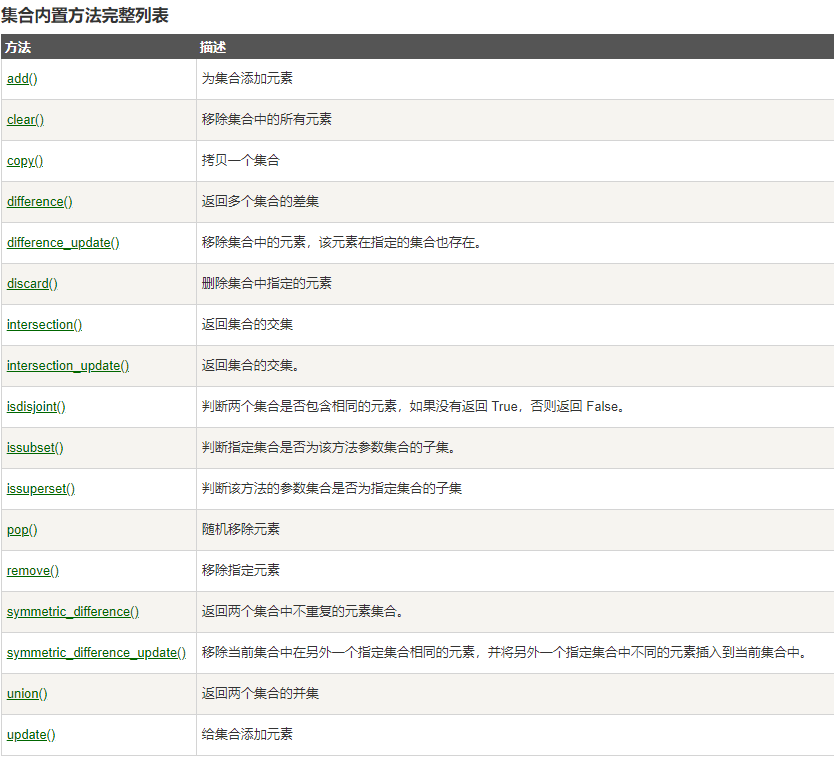 集合内置方法完整列表
方法 描述
add() 为集合添加元素
clear() 移除集合中的所有元素
copy() 拷贝一个集合
difference() 返回多个集合的差集
difference_update() 移除集合中的元素，该元素在指定的集合也存在。
discard() 删除集合中指定的元素
intersection() 返回集合的交集
intersection_update() 返回集合的交集。
isdisjoint() 判断两个集合是否包含相同的元素，如果没有返回 True，否则返回 False。
issubset() 判断指定集合是否为该方法参数集合的子集。
issuperset() 判断该方法的参数集合是否为指定集合的子集
pop() 随机移除元素
remove() 移除指定元素
symmetric_difference() 返回两个集合中不重复的元素集合。
symmetric_difference_update() 移除当前集合中在另外一个指定集合相同的元素，并将另外一个指定集合中不同的元素插入到当前集合中。
union() 返回两个集合的并集
update() 给集合添加元素